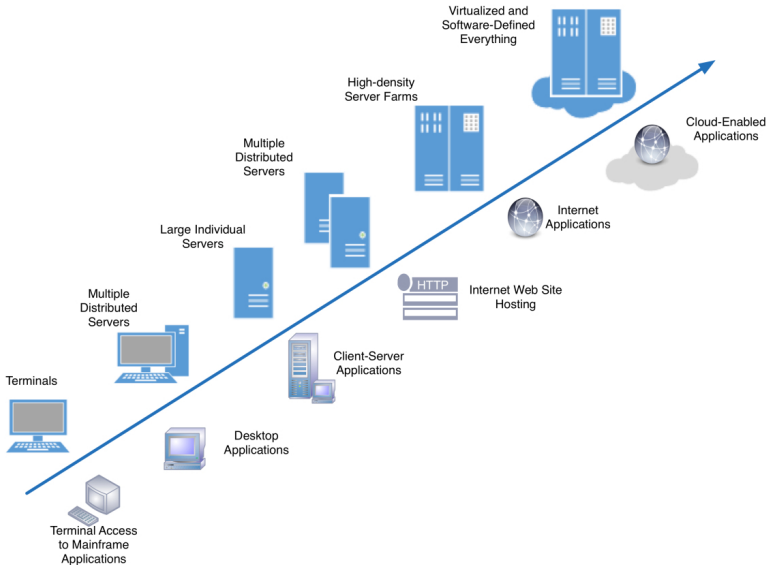 Virtualized and
Software-Defined
Everything
High-density
Server Farms
Cloud-Enabled
Applications
Multiple
Distributed
Servers
Internet
Applications
Large Individual
Servers
HTTP
Internet Web Site
Hosting
Multiple
Distributed
Servers
Client-Server
Applications
Terminals
Desktop
Applications
Terminal Access
to Mainframe
Applications